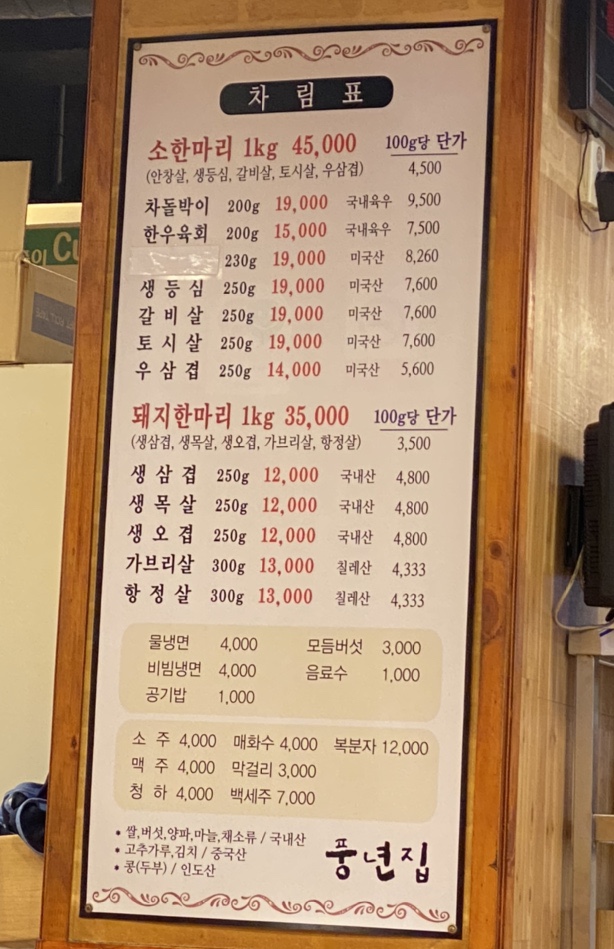 차 림 표
소한마리 1kg 45,000 100g당 단가
(안창살, 생등심, 갈비살, 토시살, 우삼겹) 4,500
차돌박이 200g 19,000 국내육우 9,500
한우육회 200g 15,000 국내육우 7,500
230g 19,000 미국산 8,260
생 등 심 250g 19,000 미국산 7,600
갈 비 살 250g 19,000 미국산 7,600
토 시 살 250g 19,000 미국산 7,600
우 삼 겹 250g 14,000 미국산 5,600
돼지한마리 1kg 35,000 100g당 단가
(생삼겹, 생목살, 생오겹, 가브리살, 항정살) 3,500
생 삼 겹 250g 12,000 국내산 4,800
생 목 살 250g 12,000 국내산 4,800
생 오 겹 250g 12,000 국내산 4,800
가브리살 300g 13,000 칠레산 4,333
항 정 살 300g 13,000 칠레산 4,333
물냉면 4,000 모듬버섯 3,000
비빔냉면 4,000 음료수 1,000
공기밥 1,000
소 주 4,000 매화수 4,000 복분자 12,000
맥 주 4,000 막걸리 3,000
청 하 4,000 백세주 7,000
• 쌀,버섯,양파,마늘,채소류 / 국내산
• 고추가루,김치 / 중국산
• 콩(두부) / 인도산
풍년집